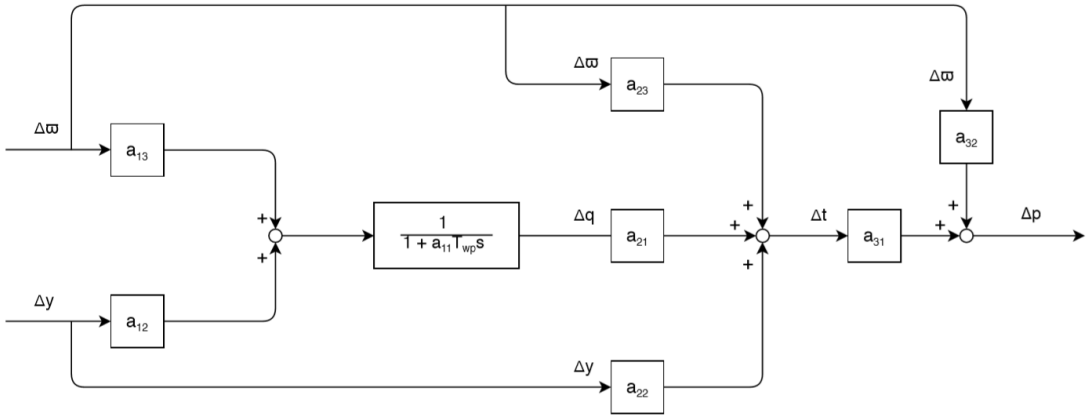 Δϖ
a₂₃
Δϖ
Δϖ
a₁₃
a₃₂
+
+
+
Δq
+
Δt
+
Δp
1
1 + a₁₁Twps
a₂₁
a₃₁
+
+
Δy
a₁₂
Δy
a₂₂